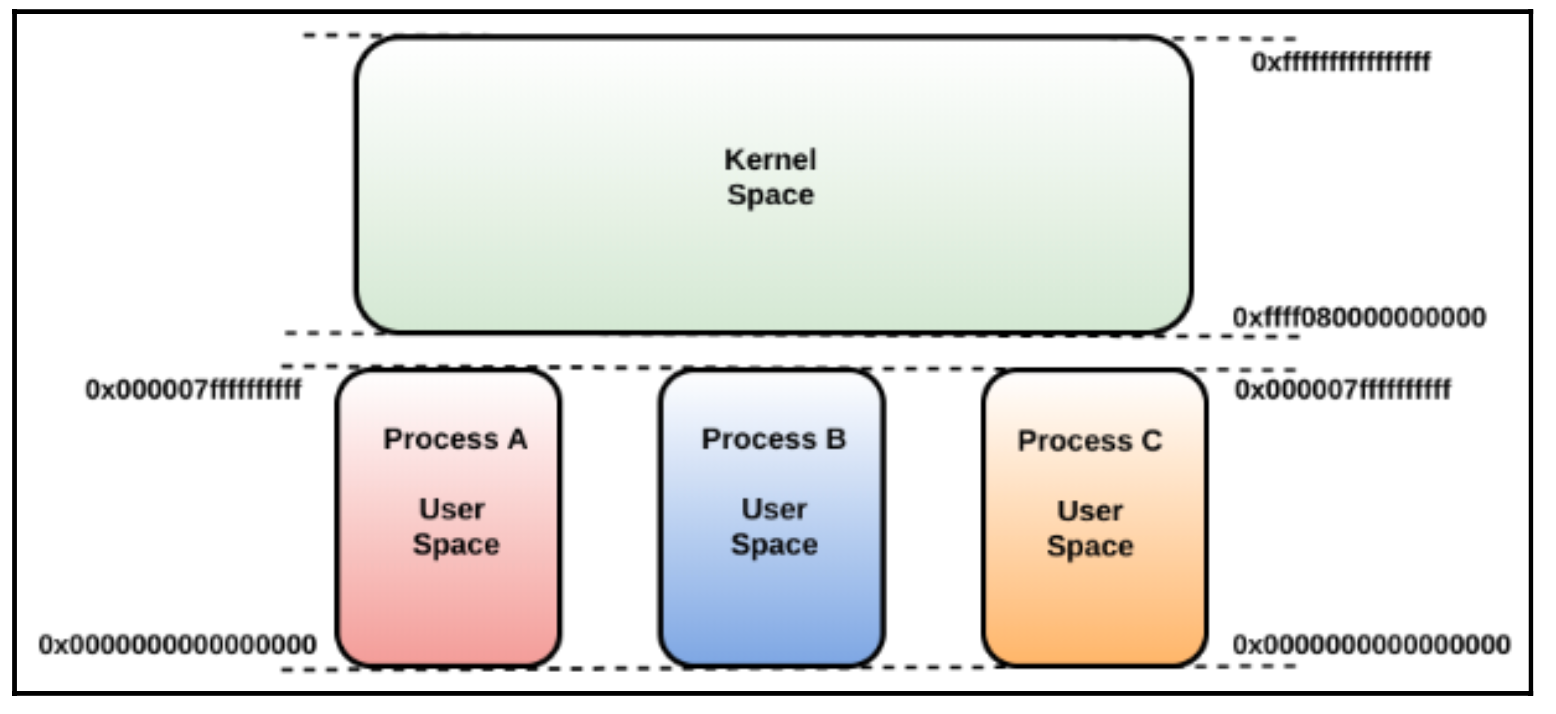 0xffffffffffffffff
Kernel
Space
0xffff080000000000
0x000007ffffffffff
0x000007ffffffffff
Process A
Process B
Process C
User
Space
User
Space
User
Space
0x0000000000000000
0x0000000000000000